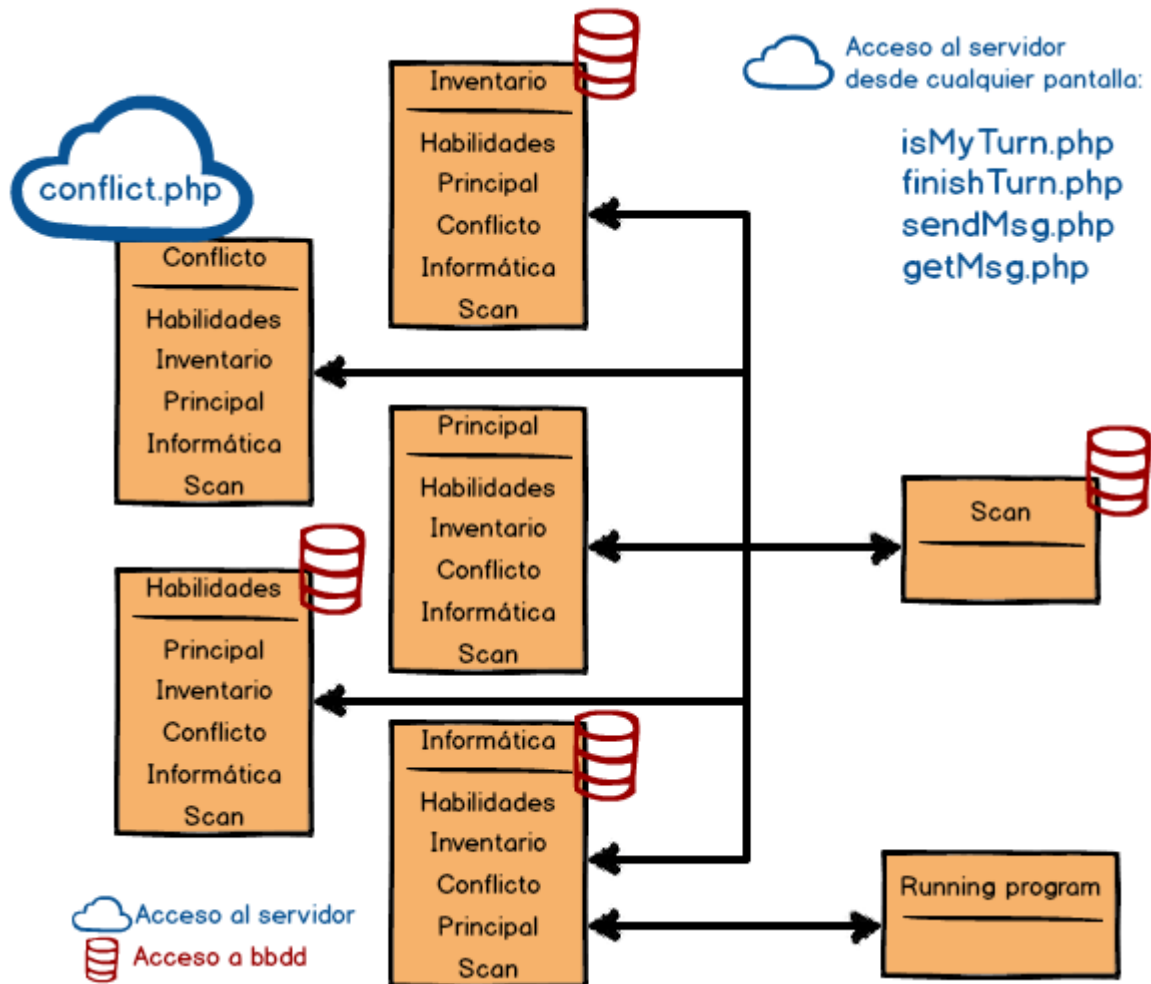 Acceso al servidor
desde cualquier pantalla:
isMyTurn.php
finishTurn.php
sendMsg.php
getMsg.php
Inventario
Habilidades
Principal
Conflicto
Informática
Scan
conflict.php
Conflicto
Habilidades
Inventario
Principal
Informática
Scan
Principal
Habilidades
Inventario
Conflicto
Informática
Scan
Scan
Habilidades
Principal
Inventario
Conflicto
Informática
Scan
Informática
Habilidades
Inventario
Conflicto
Principal
Scan
Running program
Acceso al servidor
Acceso a bbdd